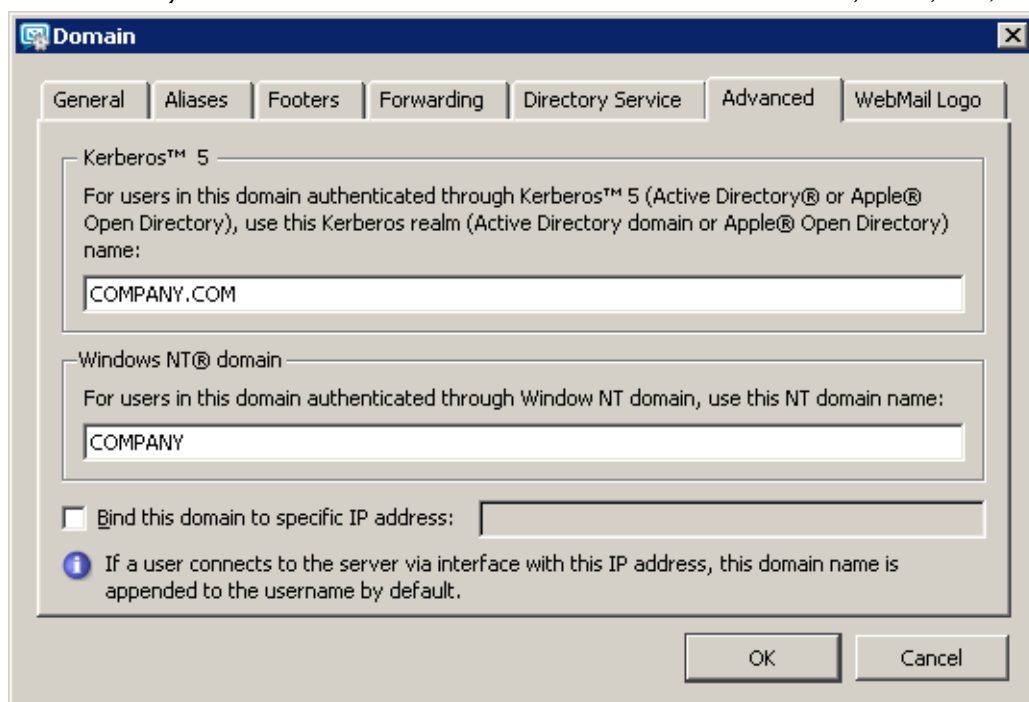 Domain
General Aliases Footers Forwarding Directory Service Advanced WebMail Logo
Kerberos™ 5
For users in this domain authenticated through Kerberos™ 5 (Active Directory® or Apple®
Open Directory), use this Kerberos realm (Active Directory domain or Apple® Open Directory)
name:
COMPANY.COM
Windows NT® domain
For users in this domain authenticated through Window NT domain, use this NT domain name:
COMPANY
Bind this domain to specific IP address:
If a user connects to the server via interface with this IP address, this domain name is
appended to the username by default.
OK Cancel